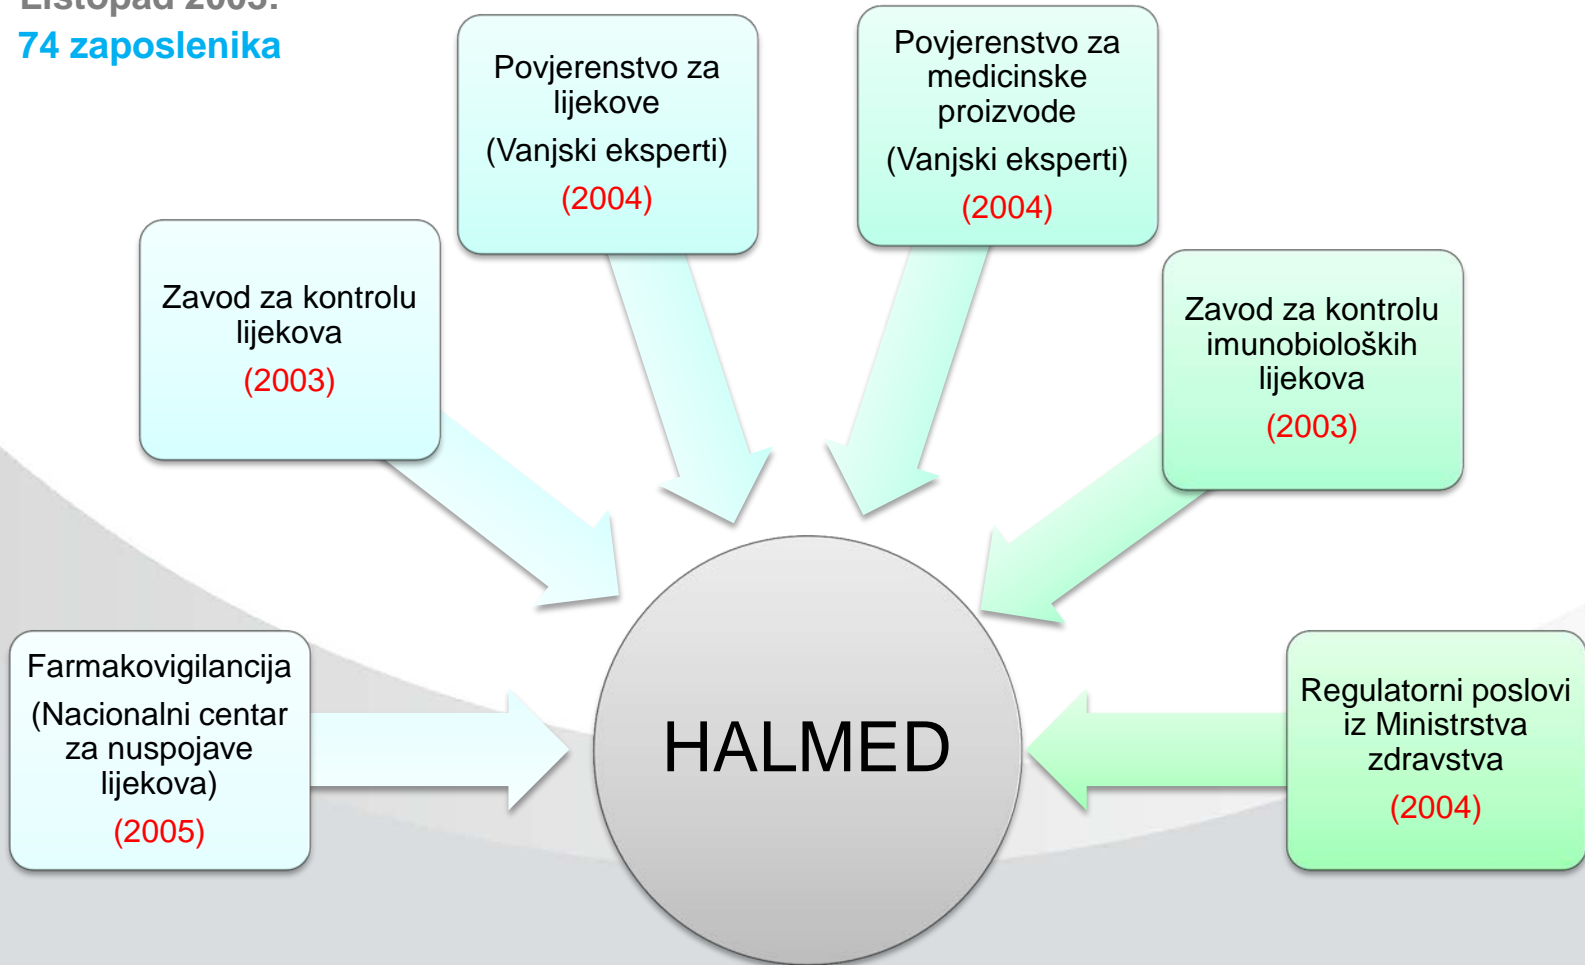 Listopad 2005.
74 zaposlenika
Povjerenstvo za
lijekove
(Vanjski eksperti)
(2004)
Povjerenstvo za
medicinske
proizvode
(Vanjski eksperti)
(2004)
Zavod za kontrolu
lijekova
(2003)
Zavod za kontrolu
imunobioloških
lijekova
(2003)
Farmakovigilancija
(Nacionalni centar
za nuspojave
lijekova)
(2005)
HALMED
Regulatorni poslovi
iz Ministrstva
zdravstva
(2004)